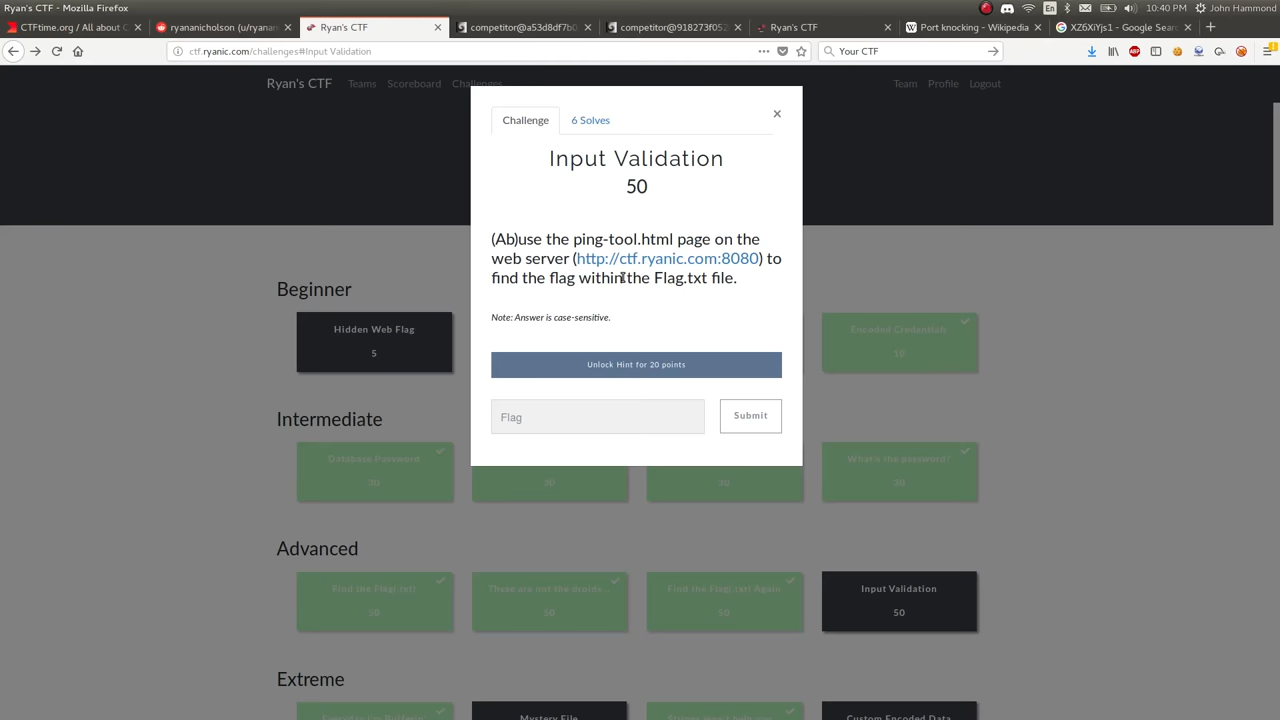 Ryan's CTF - Mozilla Firefox
En
10:40 PM
John Hammond
CTFtime.org / All about C
ryananicholson (u/ryanan
Ryan's CTF
competitor@a53d8df7b0
competitor@918273f052
Ryan's CTF
Port knocking - Wikipedia
XZ6XiYjs1 - Google Sear
ctf.ryanic.com/challenges#Input Validation
Your CTF
Ryan's CTF
Teams
Scoreboard
Challenges
Team
Profile
Logout
Challenge
6 Solves
×
Input Validation
50
(Ab)use the ping-tool.html page on the
web server (http://ctf.ryanic.com:8080) to
find the flag within the Flag.txt file.
Note: Answer is case-sensitive.
Unlock Hint for 20 points
Flag
Submit
Beginner
Hidden Web Flag
5
Encoded Credentials
10
Intermediate
Database Password
30
30
30
What's the password?
30
Advanced
Find the Flag(.txt)
50
These are not the droids...
50
Find the Flag(.txt) Again
50
Input Validation
50
Extreme
Mystery File
Custom Encoded Data